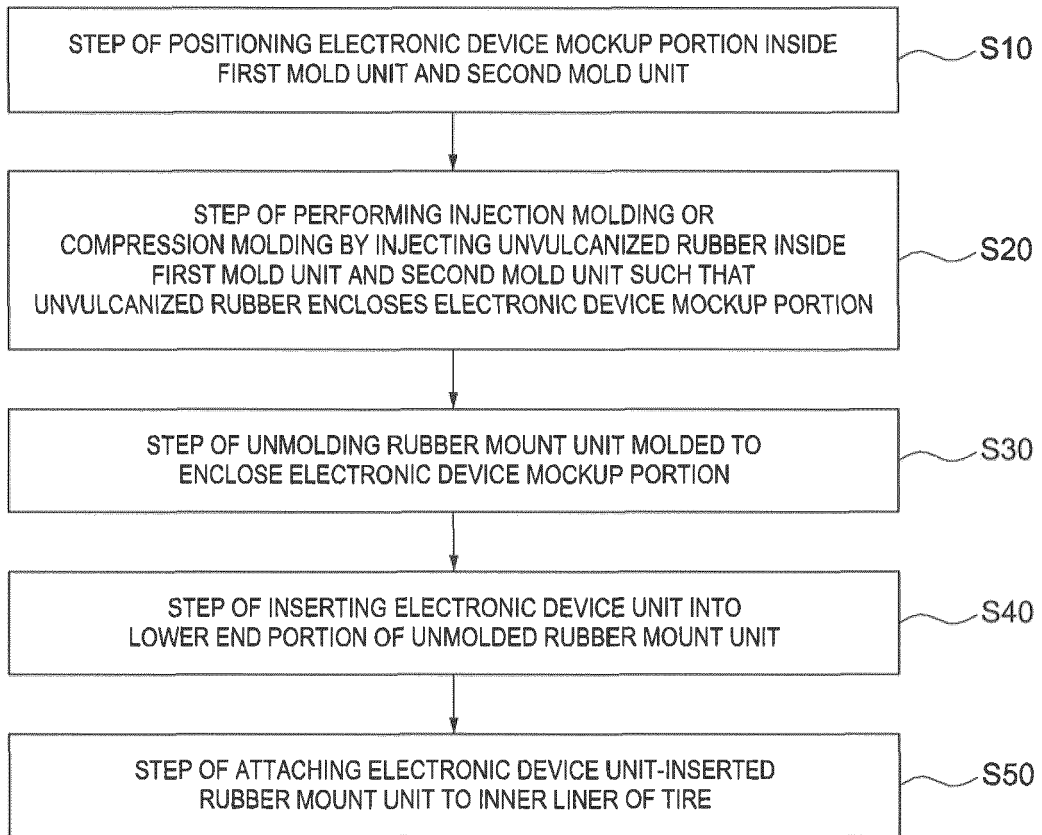 STEP OF POSITIONING ELECTRONIC DEVICE MOCKUP PORTION INSIDE
FIRST MOLD UNIT AND SECOND MOLD UNIT
S10
STEP OF PERFORMING INJECTION MOLDING OR
COMPRESSION MOLDING BY INJECTING UNVULCANIZED RUBBER INSIDE
FIRST MOLD UNIT AND SECOND MOLD UNIT SUCH THAT
UNVULCANIZED RUBBER ENCLOSES ELECTRONIC DEVICE MOCKUP PORTION
S20
STEP OF UNMOLDING RUBBER MOUNT UNIT MOLDED TO
ENCLOSE ELECTRONIC DEVICE MOCKUP PORTION
S30
STEP OF INSERTING ELECTRONIC DEVICE UNIT INTO
LOWER END PORTION OF UNMOLDED RUBBER MOUNT UNIT
S40
STEP OF ATTACHING ELECTRONIC DEVICE UNIT-INSERTED
RUBBER MOUNT UNIT TO INNER LINER OF TIRE
S50